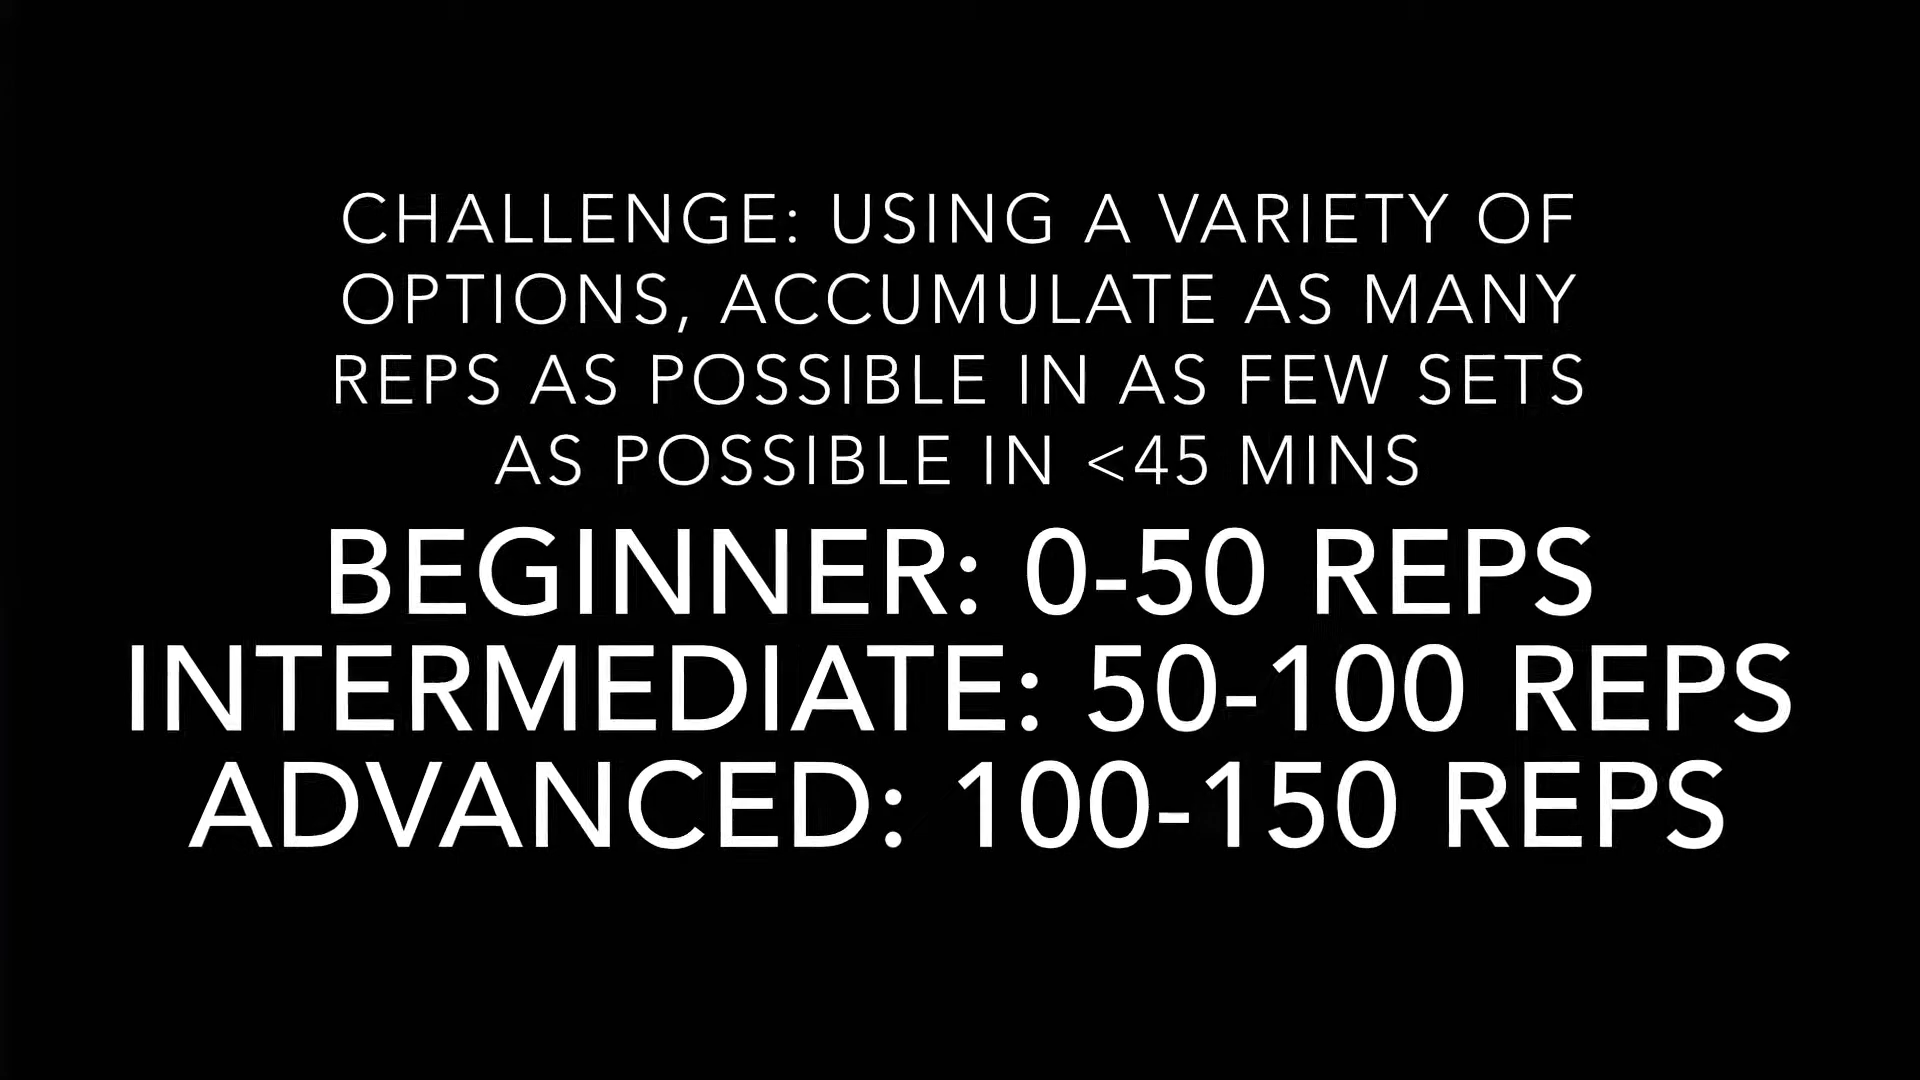 CHALLENGE: USING A VARIETY OF
OPTIONS, ACCUMULATE AS MANY
REPS AS POSSIBLE IN AS FEW SETS
AS POSSIBLE IN <45 MINS
BEGINNER: 0-50 REPS
INTERMEDIATE: 50-100 REPS
ADVANCED: 100-150 REPS